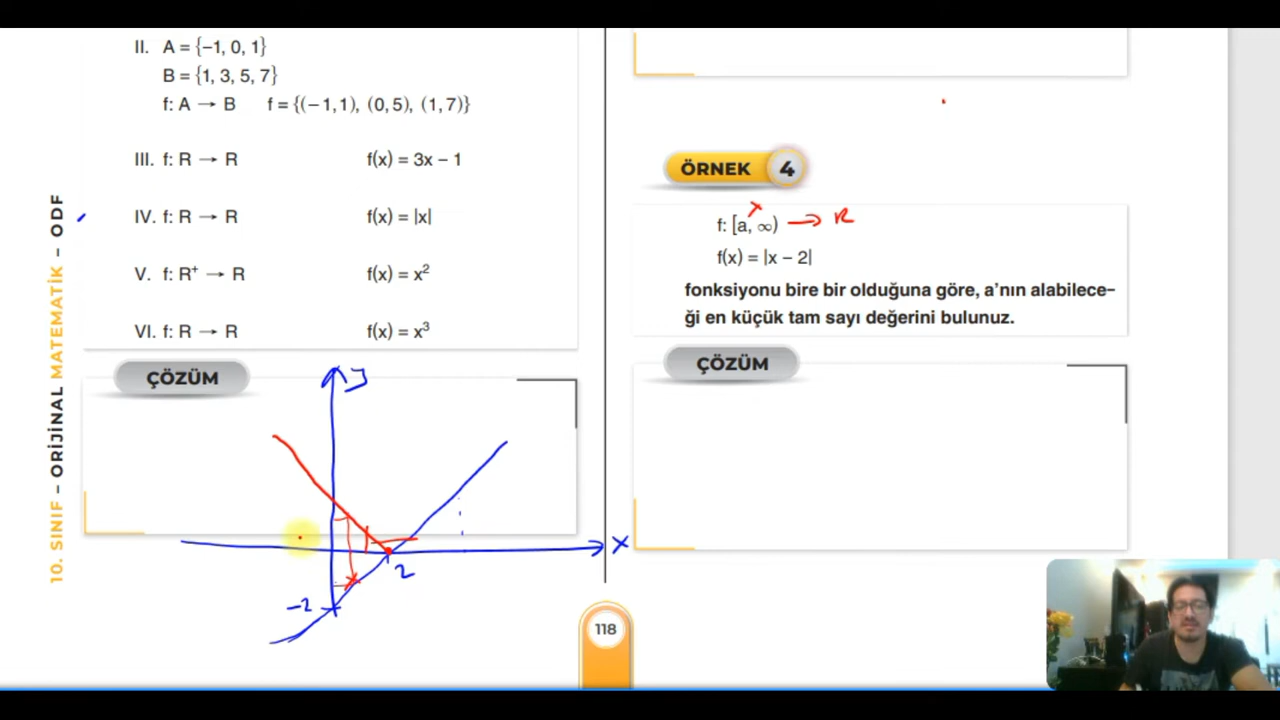 II. A = {−1, 0, 1}
B = {1, 3, 5, 7}
f: A → B f = {(−1,1), (0,5), (1,7)}
III. f: R → R f(x) = 3x − 1
IV. f: R → R f(x) = |x|
V. f: R⁺ → R f(x) = x²
VI. f: R → R f(x) = x³
ÇÖZÜM
y
x
2
−2
10. SINIF – ORİJİNAL MATEMATİK – ODF
118
ÖRNEK 4
x
f: [a, ∞) → R
f(x) = |x − 2|
fonksiyonu bire bir olduğuna göre, a’nın alabilece-
ği en küçük tam sayı değerini bulunuz.
ÇÖZÜM